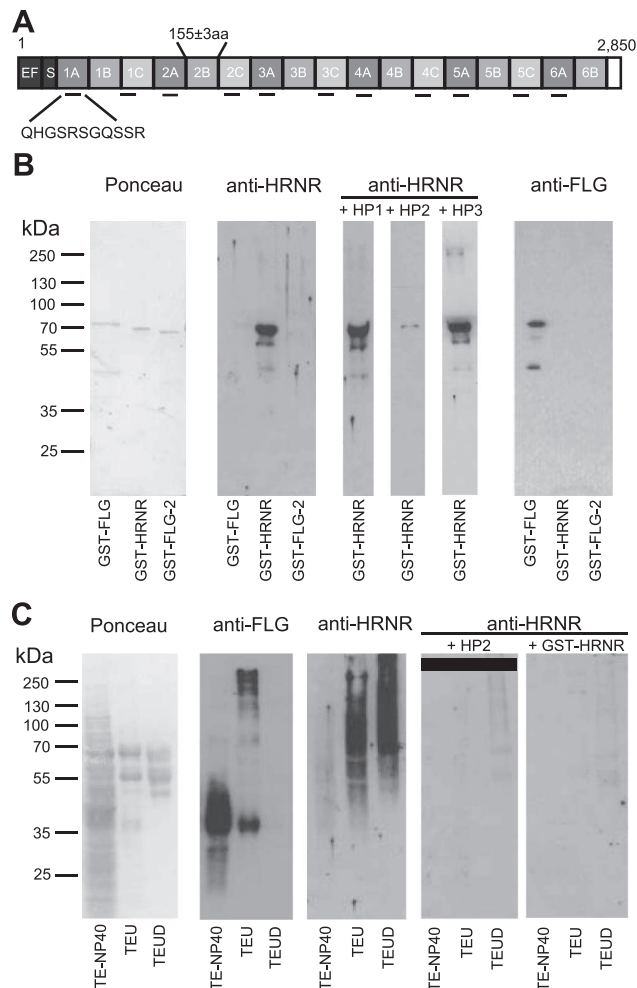 A
1
155±3aa
2,850
EF S 1A 1B 1C 2A 2B 2C 3A 3B 3C 4A 4B 4C 5A 5B 5C 6A 6B
QHGSRSGQSSR
B
Ponceau anti-HRNR anti-HRNR anti-FLG
+ HP1 + HP2 + HP3
kDa
250
130
100
70
55
35
25
GST-FLG GST-HRNR GST-FLG-2 GST-FLG GST-HRNR GST-FLG-2 GST-HRNR GST-HRNR GST-HRNR GST-FLG GST-HRNR GST-FLG-2
C
Ponceau anti-FLG anti-HRNR anti-HRNR
+ HP2 + GST-HRNR
kDa
250
130
100
70
55
35
25
TE-NP40 TEU TEUD TE-NP40 TEU TEUD TE-NP40 TEU TEUD TE-NP40 TEU TEUD TE-NP40 TEU TEUD